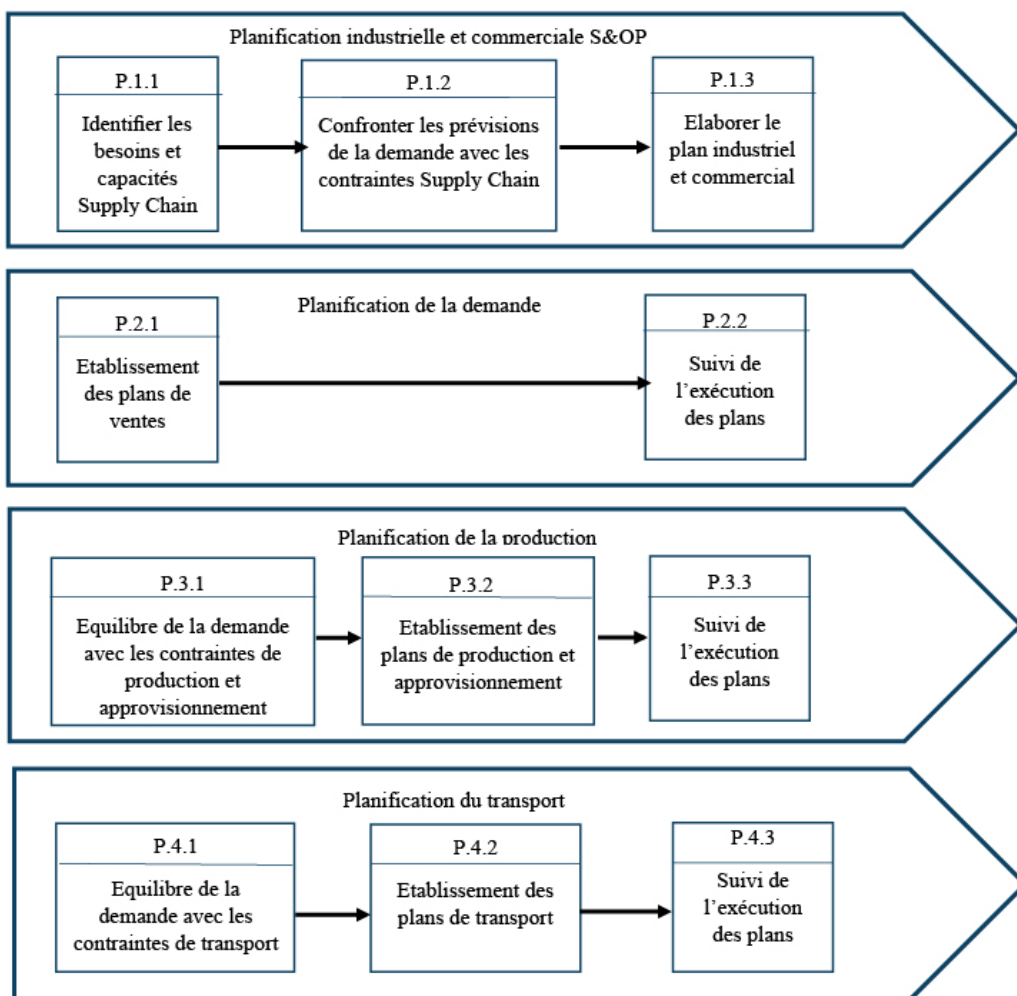 Planification industrielle et commerciale S&OP
P.1.1
Identifier les
besoins et
capacités
Supply Chain
P.1.2
Confronter les prévisions
de la demande avec les
contraintes Supply Chain
P.1.3
Elaborer le
plan industriel
et commercial
Planification de la demande
P.2.1
Etablissement
des plans de
ventes
P.2.2
Suivi de
l’exécution
des plans
Planification de la production
P.3.1
Equilibre de la demande
avec les contraintes de
production et
approvisionnement
P.3.2
Etablissement des
plans de production et
approvisionnement
P.3.3
Suivi de
l’exécution
des plans
Planification du transport
P.4.1
Equilibre de la
demande avec les
contraintes de transport
P.4.2
Etablissement des
plans de transport
P.4.3
Suivi de
l’exécution
des plans